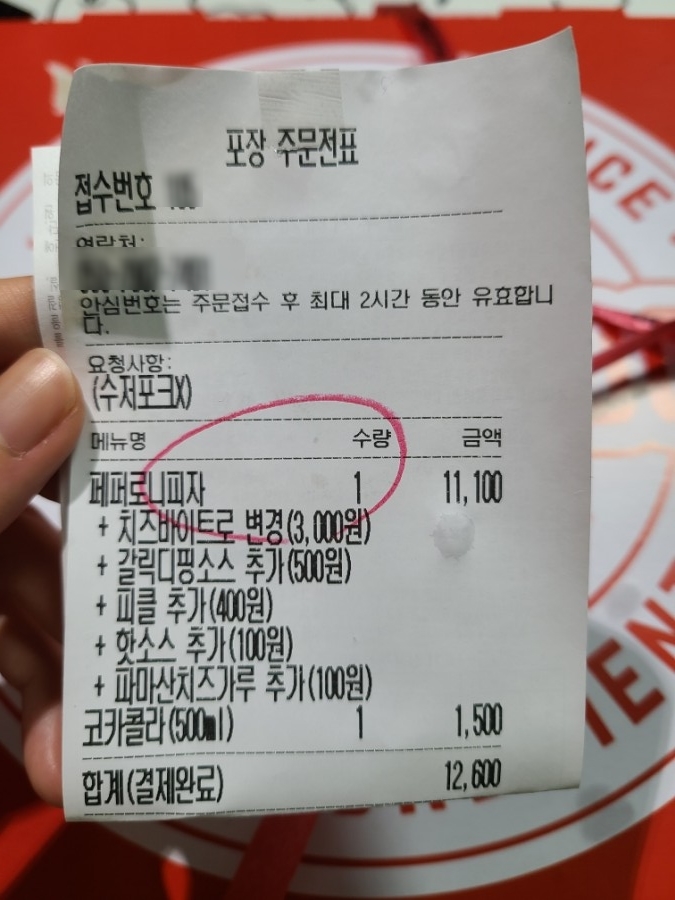 포장 주문전표
접수번호
연락처:
안심번호는 주문접수 후 최대 2시간 동안 유효합니
다.
요청사항:
(수저포크X)
메뉴명 수량 금액
페퍼로니피자 1 11,100
+ 치즈바이트로 변경(3,000원)
+ 갈릭디핑소스 추가(500원)
+ 피클 추가(400원)
+ 핫소스 추가(100원)
+ 파마산치즈가루 추가(100원)
코카콜라(500ml) 1 1,500
합계(결제완료) 12,600